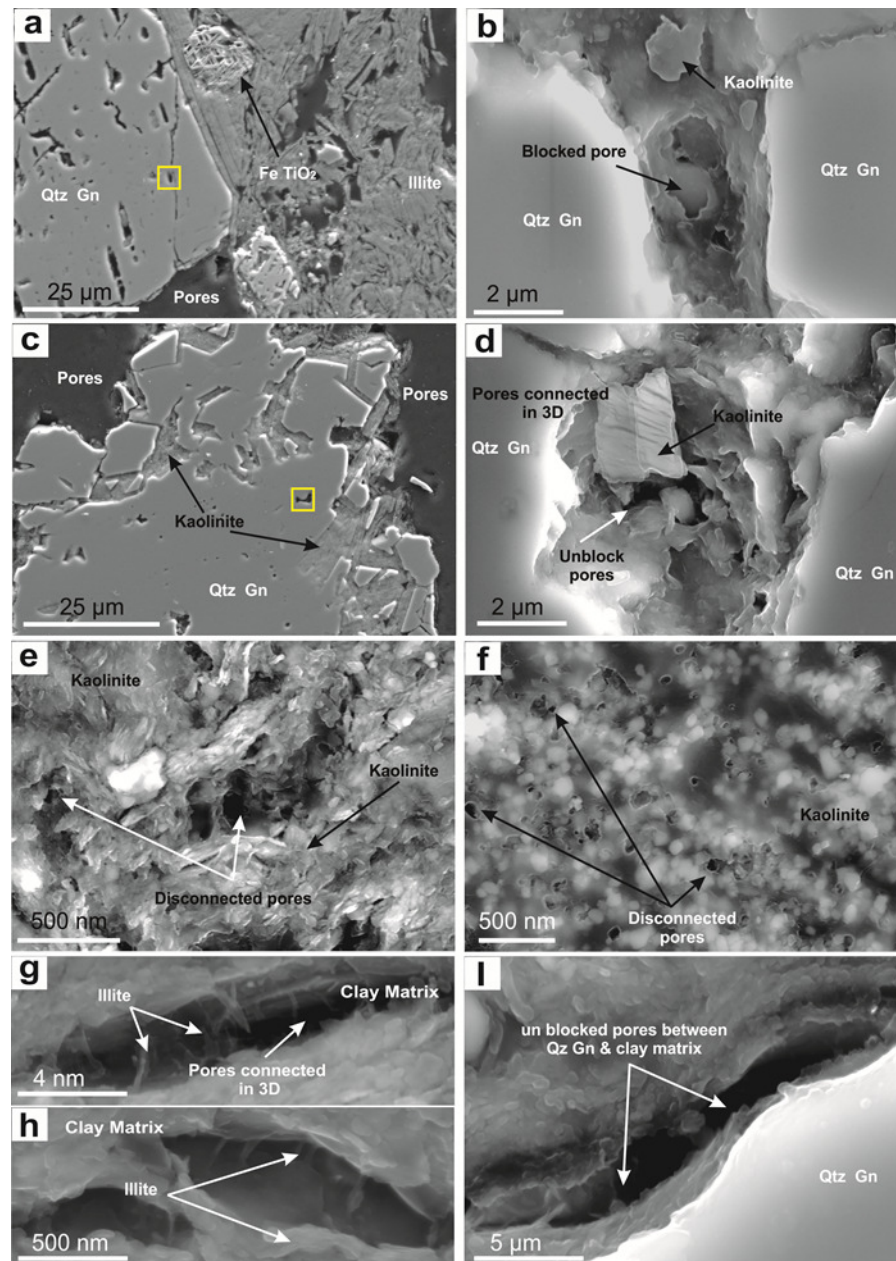 a
Fe TiO₂
Illite
Qtz Gn
25 µm
Pores
b
Kaolinite
Blocked pore
Qtz Gn
Qtz Gn
2 µm
c
Pores
Pores
Kaolinite
Qtz Gn
25 µm
d
Pores connected
in 3D
Kaolinite
Qtz Gn
Unblock
pores
Qtz Gn
2 µm
e
Kaolinite
Kaolinite
Disconnected pores
500 nm
f
Kaolinite
Disconnected
pores
500 nm
g
Illite
Clay Matrix
Pores connected
in 3D
4 nm
h
Clay Matrix
Illite
500 nm
I
un blocked pores between
Qz Gn & clay matrix
Qtz Gn
5 µm